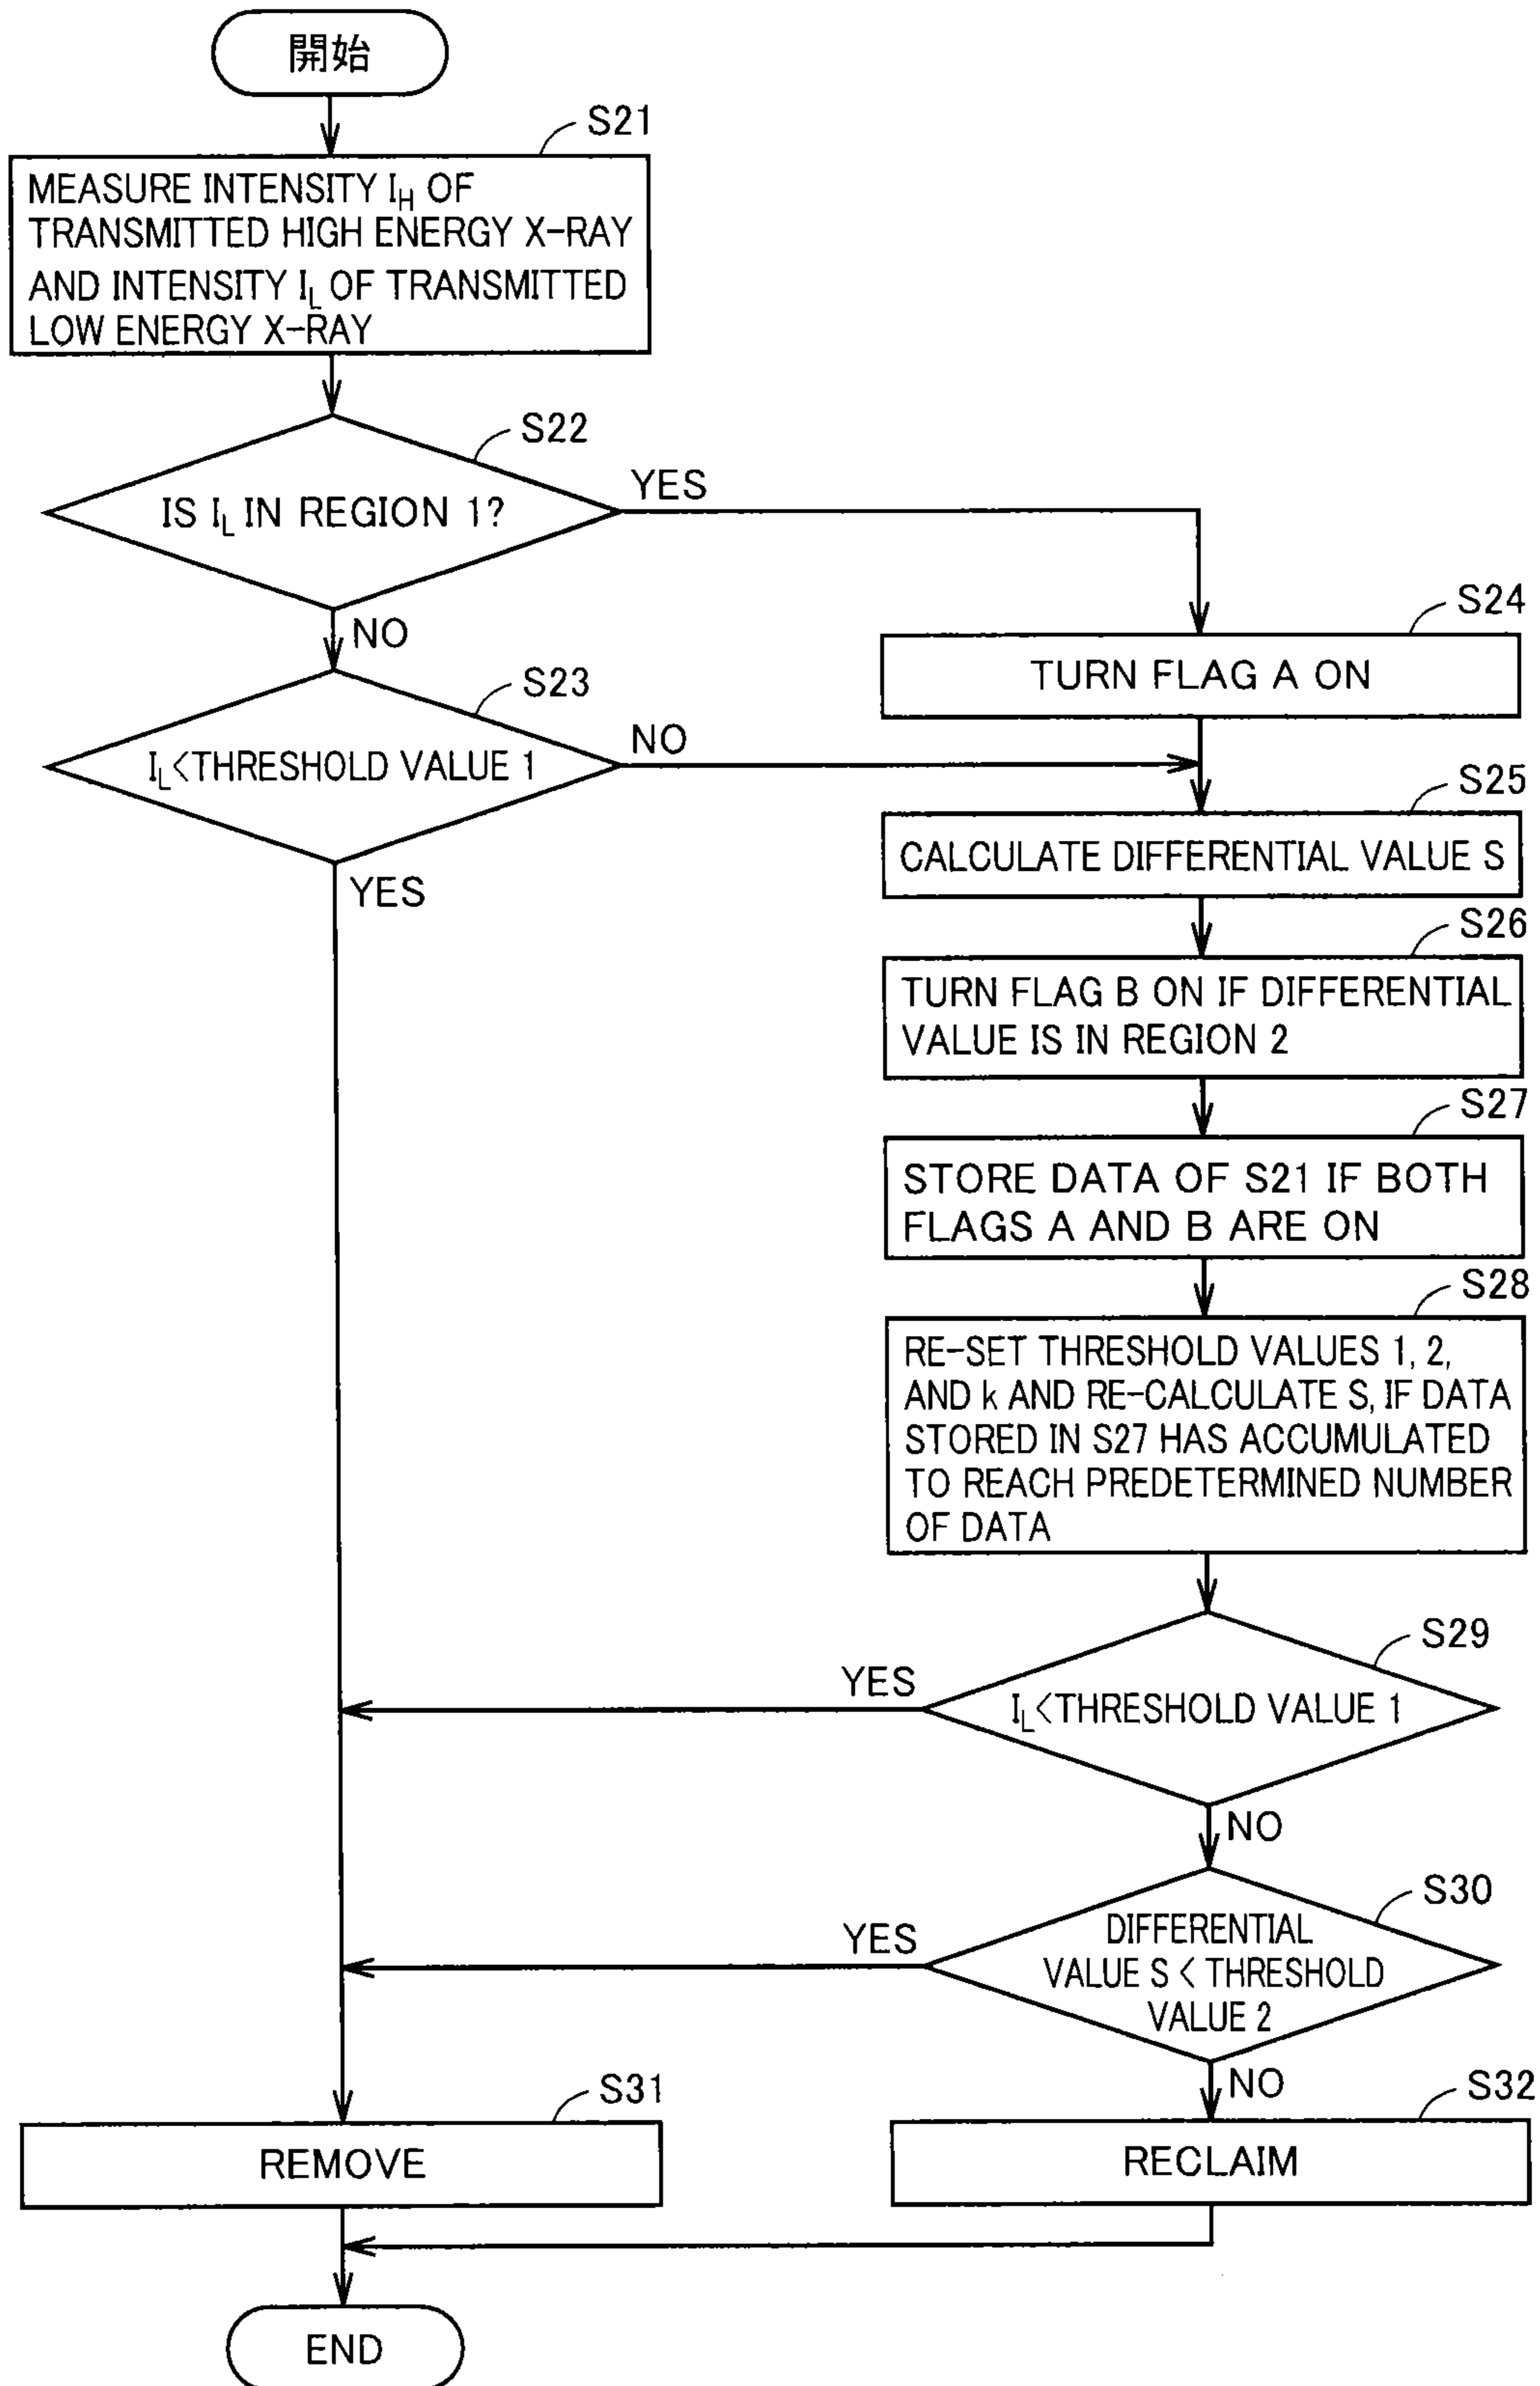 開始
S21
MEASURE INTENSITY I_H OF
TRANSMITTED HIGH ENERGY X-RAY
AND INTENSITY I_L OF TRANSMITTED
LOW ENERGY X-RAY
S22
IS I_L IN REGION 1?
YES
NO
S23
I_L<THRESHOLD VALUE 1
NO
YES
S24
TURN FLAG A ON
S25
CALCULATE DIFFERENTIAL VALUE S
S26
TURN FLAG B ON IF DIFFERENTIAL
VALUE IS IN REGION 2
S27
STORE DATA OF S21 IF BOTH
FLAGS A AND B ARE ON
S28
RE-SET THRESHOLD VALUES 1, 2,
AND k AND RE-CALCULATE S, IF DATA
STORED IN S27 HAS ACCUMULATED
TO REACH PREDETERMINED NUMBER
OF DATA
S29
I_L<THRESHOLD VALUE 1
YES
NO
S30
DIFFERENTIAL
VALUE S < THRESHOLD
VALUE 2
YES
NO
S31
REMOVE
S32
RECLAIM
END